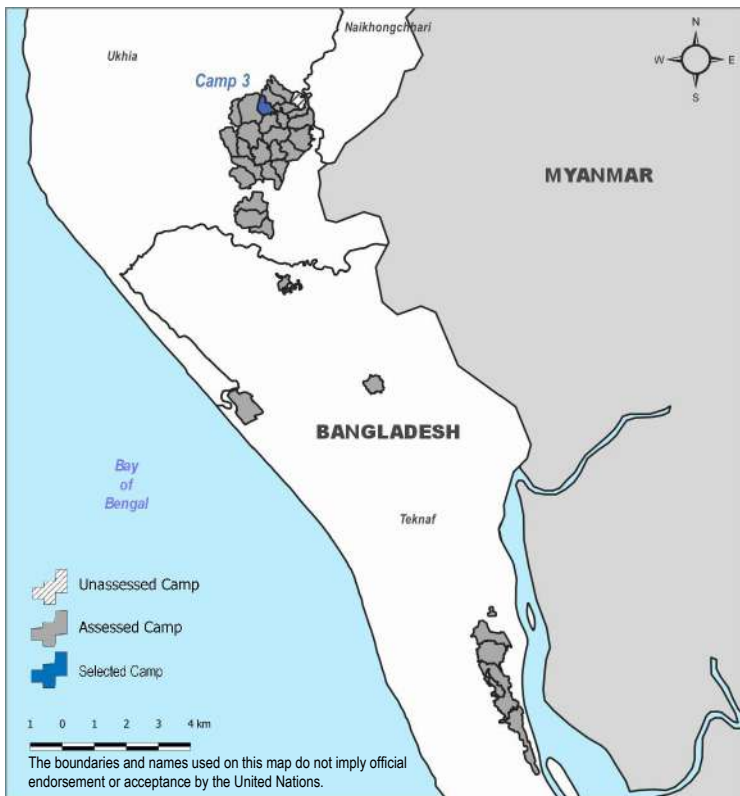 Naikhongchhari
Ukhia
N
W
E
S
Camp 3
MYANMAR
BANGLADESH
Bay
of
Bengal
Teknaf
Unassessed Camp
Assessed Camp
Selected Camp
1 0 1 2 3 4 km
The boundaries and names used on this map do not imply official
endorsement or acceptance by the United Nations.